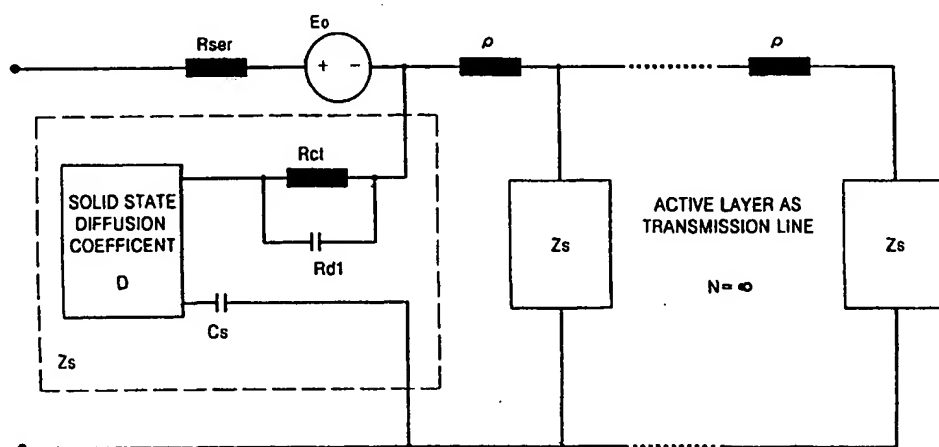 Eo
Rser
+ -
ρ
ρ
Rct
SOLID STATE
DIFFUSION
COEFFICENT
D
Rd1
Cs
Zs
Zs
ACTIVE LAYER AS
TRANSMISSION LINE
N= ∞
Zs